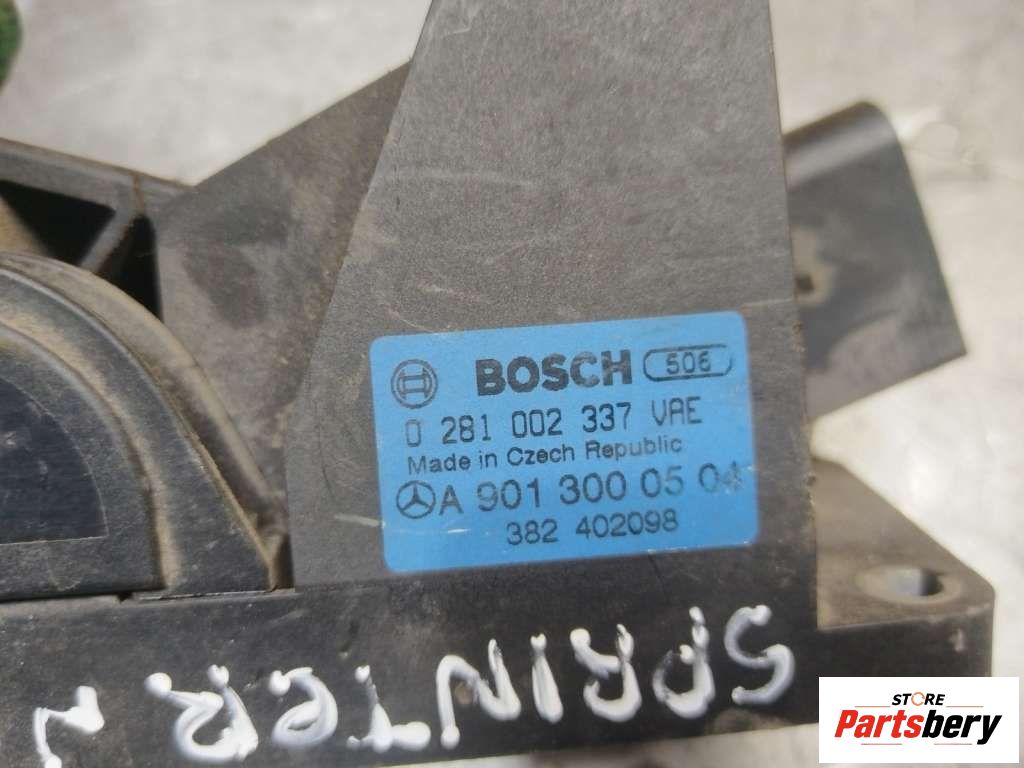 BOSCH 506
0 281 002 337 VAE
Made in Czech Republic
A 901 300 05 04
382 402098
SPRINTER N
STORE
Partsbery